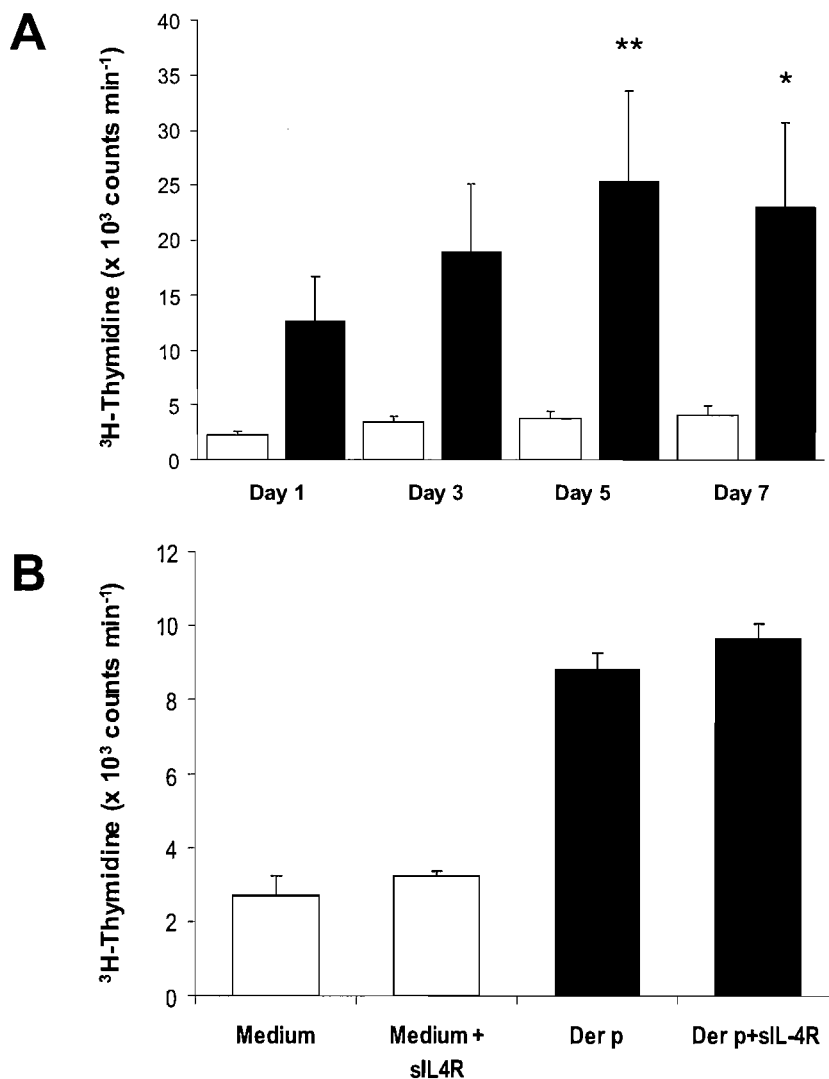 A
³H-Thymidine (x 10³ counts min⁻¹)
40
35
30
25
20
15
10
5
0
**
*
Day 1 Day 3 Day 5 Day 7
B
³H-Thymidine (x 10³ counts min⁻¹)
12
10
8
6
4
2
0
Medium Medium + Der p Der p+sIL-4R
sIL4R